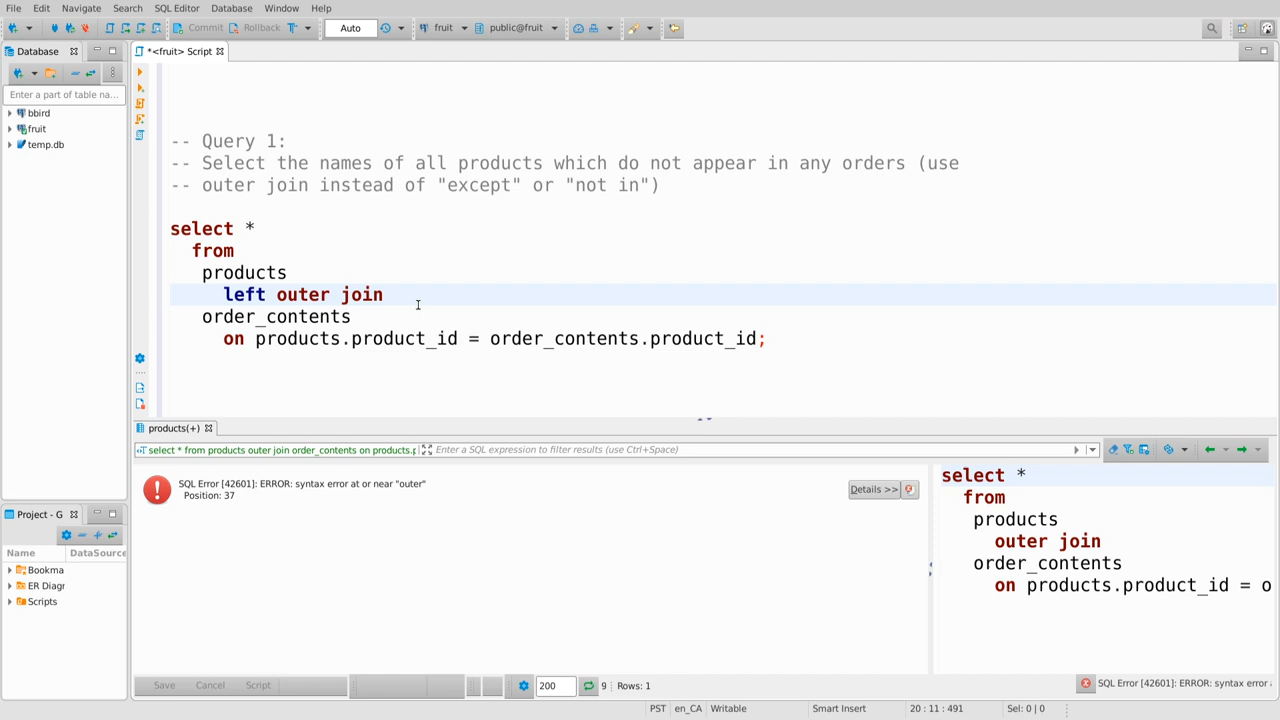 File Edit Navigate Search SQL Editor Database Window Help
Commit Rollback Auto fruit public@fruit
Database
*<fruit> Script
Enter a part of table na...
bbird
fruit
temp.db
-- Query 1:
-- Select the names of all products which do not appear in any orders (use
-- outer join instead of "except" or "not in")
select *
from
products
left outer join
order_contents
on products.product_id = order_contents.product_id;
products(+)
select * from products outer join order_contents on products.p
Enter a SQL expression to filter results (use Ctrl+Space)
SQL Error [42601]: ERROR: syntax error at or near "outer"
Position: 37
Details >>
select *
from
products
outer join
order_contents
on products.product_id = o
Project - G
Name DataSource
Bookma
ER Diagr
Scripts
Save Cancel Script
200 9 Rows: 1
SQL Error [42601]: ERROR: syntax error
PST en_CA Writable Smart Insert 20 : 11 : 491 Sel: 0 | 0